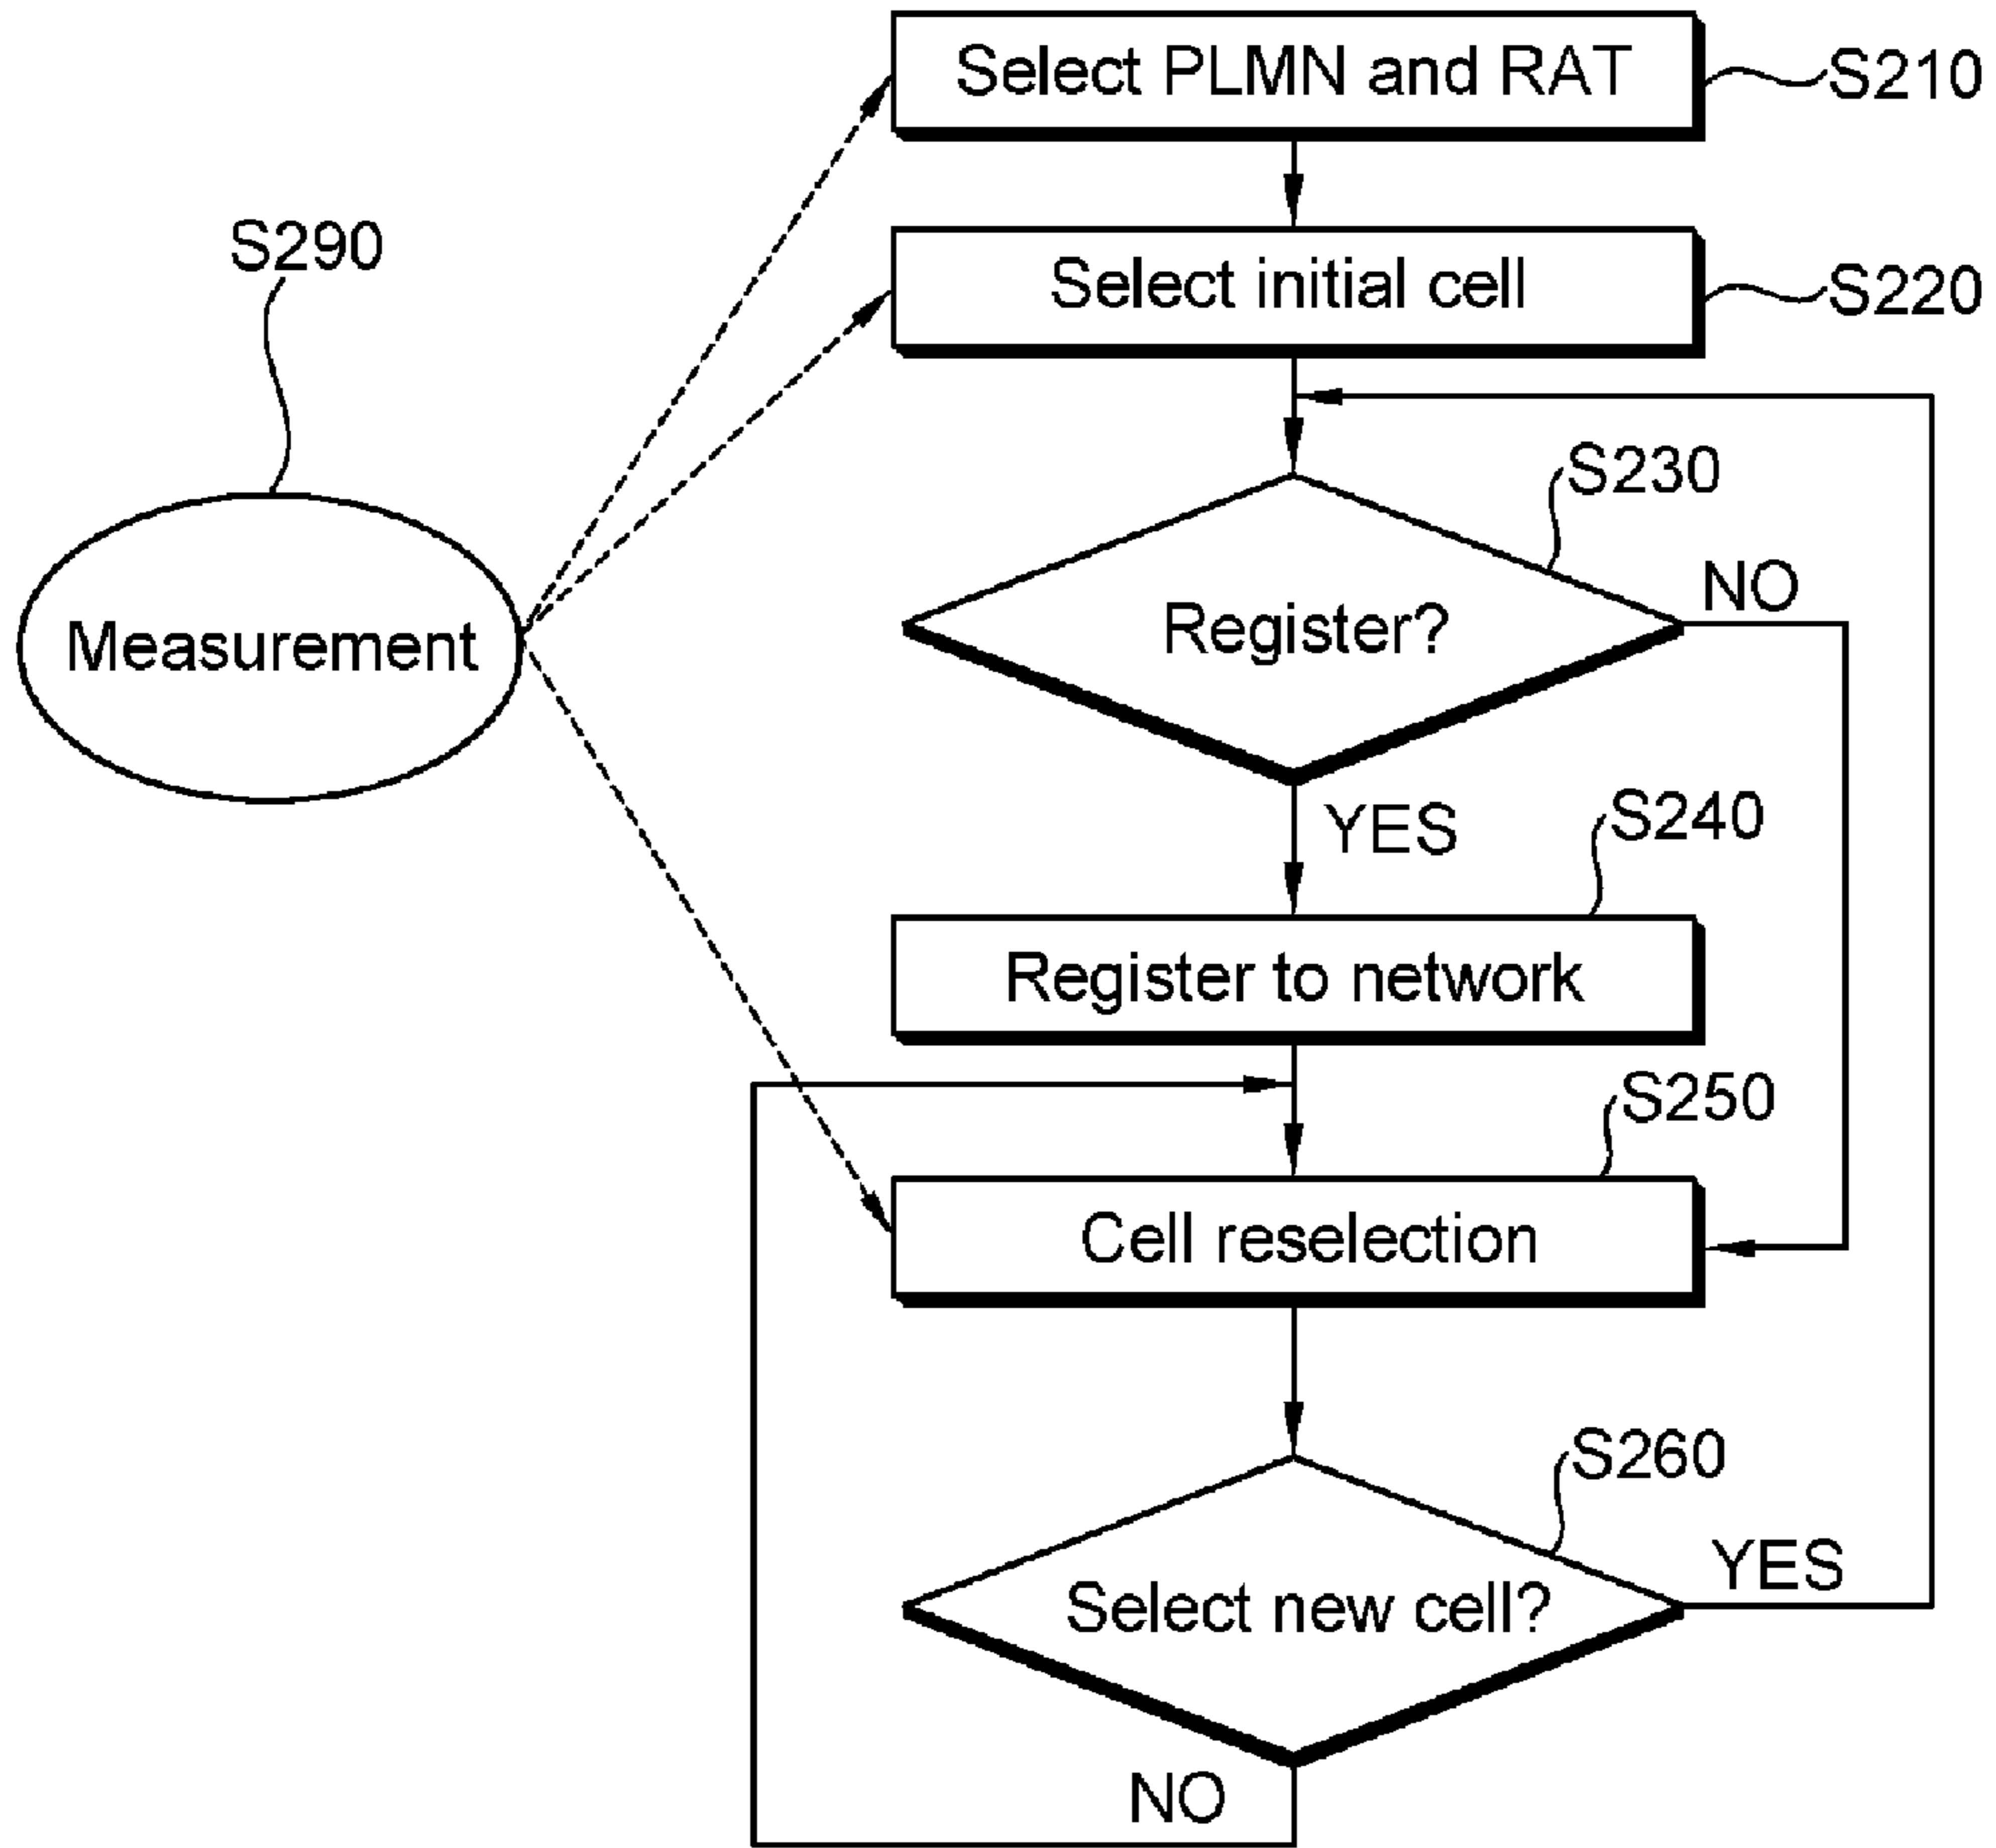 Select PLMN and RAT
S210
S290
Select initial cell
S220
S230
NO
Register?
Measurement
YES
S240
Register to network
S250
Cell reselection
S260
YES
Select new cell?
NO